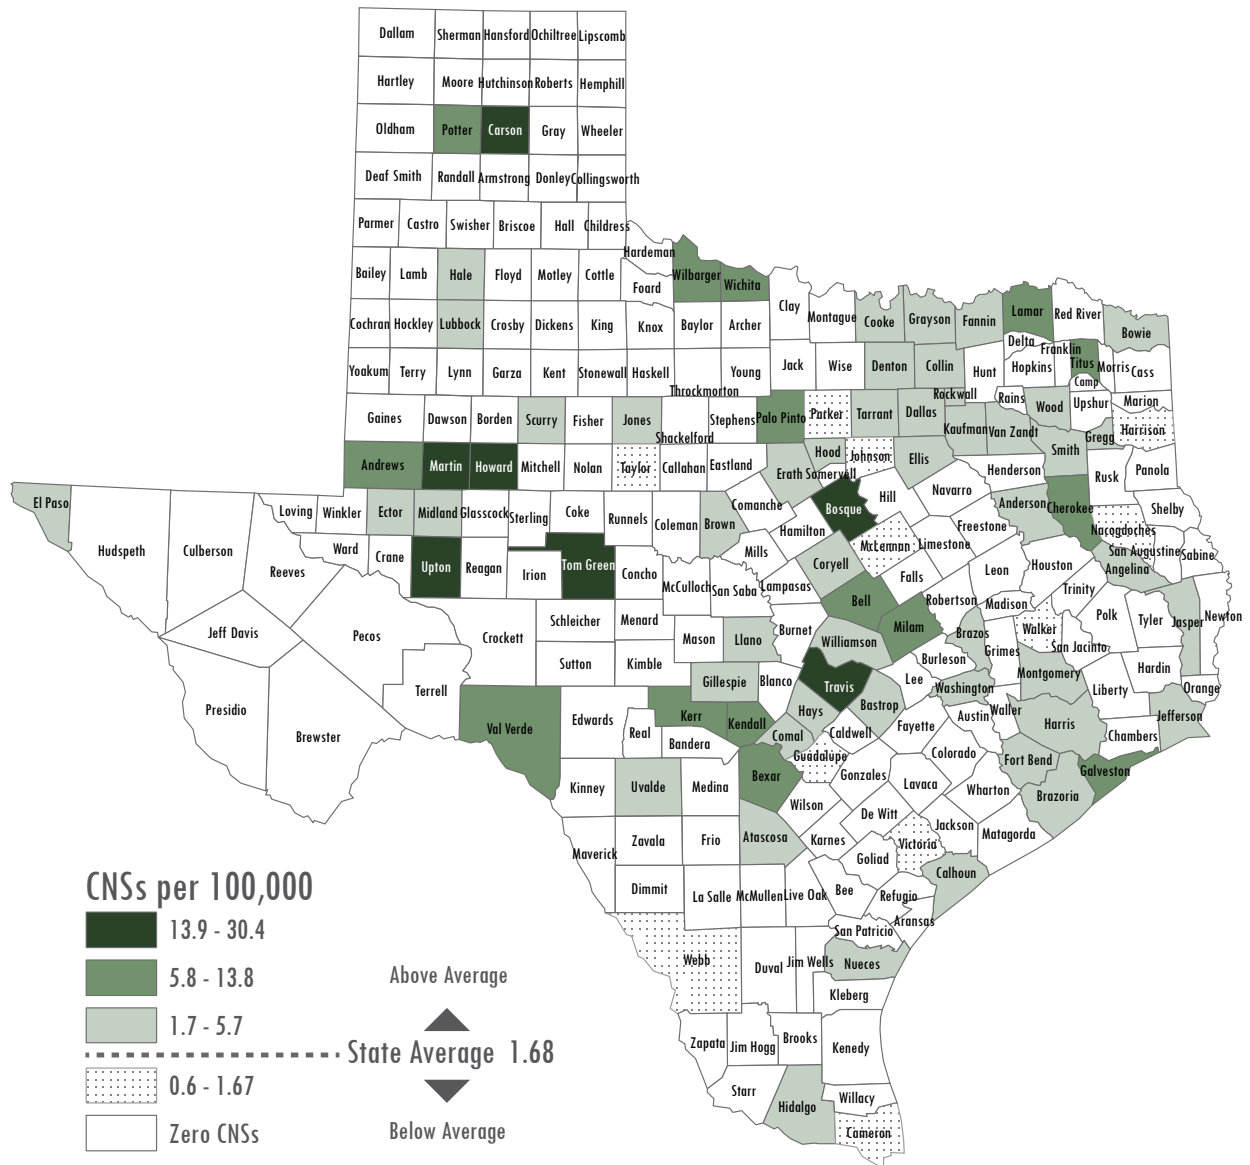 Dallam Sherman Hansford Ochiltree Lipscomb
Hartley Moore Hutchinson Roberts Hemphill
Oldham Potter Carson Gray Wheeler
Deaf Smith Randall Armstrong Donley Collingsworth
Parmer Castro Swisher Briscoe Hall Childress
Hardeman
Bailey Lamb Hale Floyd Motley Cottle Foard Wilbarger Wichita
Clay Montague Cooke Grayson Fannin Lamar Red River Bowie
Cochran Hockley Lubbock Crosby Dickens King Knox Baylor Archer
Delta Franklin Titus Morris Cass
Yoakum Terry Lynn Garza Kent Stonewall Haskell Throckmorton Young Jack Wise Denton Collin Hunt Hopkins Camp
Rockwall Rains Wood Upshur Marion
Gaines Dawson Borden Scurry Fisher Jones Shackelford Stephens Palo Pinto Parker Tarrant Dallas Kaufman Van Zandt Gregg Harrison
Smith
Andrews Martin Howard Mitchell Nolan Taylor Callahan Eastland Erath Hood Somervell Johnson Ellis Henderson Rusk Panola
El Paso Hudspeth Culberson Loving Winkler Ector Midland Glasscock Sterling Coke Runnels Coleman Brown Comanche Bosque Hill Navarro Anderson Cherokee Shelby
Hamilton Freestone Nacogdoches
Reeves Ward Crane Upton Reagan Irion Tom Green Concho Mills McLennan Limestone San Augustine Sabine
Coryell Falls Leon Houston Angelina
McCulloch San Saba Lampasas Bell Robertson Madison Trinity
Jeff Davis Pecos Crockett Schleicher Menard Mason Llano Burnet Williamson Milam Brazos Grimes Walker San Jacinto Polk Tyler Jasper Newton
Sutton Kimble Burleson
Presidio Brewster Terrell Gillespie Blanco Travis Lee Washington Montgomery Liberty Hardin Orange
Val Verde Edwards Real Kerr Kendall Hays Bastrop Fayette Austin Waller Harris Jefferson
Bandera Comal Caldwell Colorado Chambers
Kinney Uvalde Medina Bexar Guadalupe Gonzales Lavaca Wharton Fort Bend Galveston
Wilson Brazoria
Maverick Zavala Frio Atascosa Karnes De Witt Jackson Matagorda
Goliad Victoria
Dimmit La Salle McMullen Live Oak Bee Refugio Calhoun
San Patricio Aransas
Webb Duval Jim Wells Nueces
Kleberg
Zapata Jim Hogg Brooks Kenedy
Starr Hidalgo Willacy
Cameron
CNSs per 100,000
13.9 - 30.4
5.8 - 13.8
1.7 - 5.7
Above Average
State Average 1.68
0.6 - 1.67
Zero CNSs
Below Average